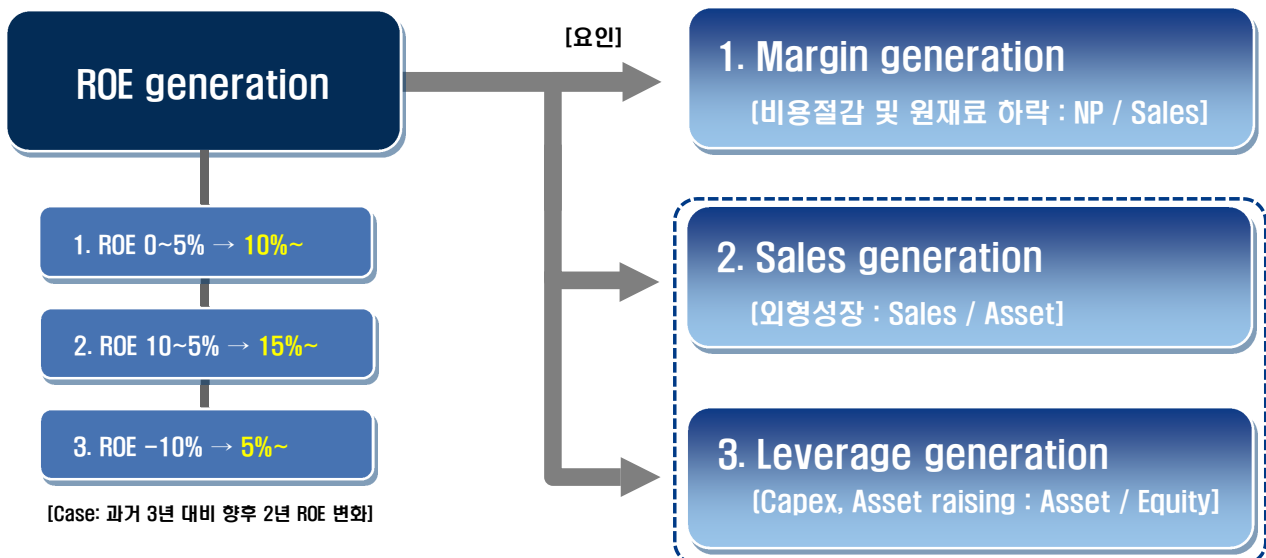 ROE generation
1. ROE 0~5% → 10%~
2. ROE 10~5% → 15%~
3. ROE -10% → 5%~
[Case: 과거 3년 대비 향후 2년 ROE 변화]
[요인]
1. Margin generation
[비용절감 및 원재료 하락 : NP / Sales]
2. Sales generation
[외형성장 : Sales / Asset]
3. Leverage generation
[Capex, Asset raising : Asset / Equity]